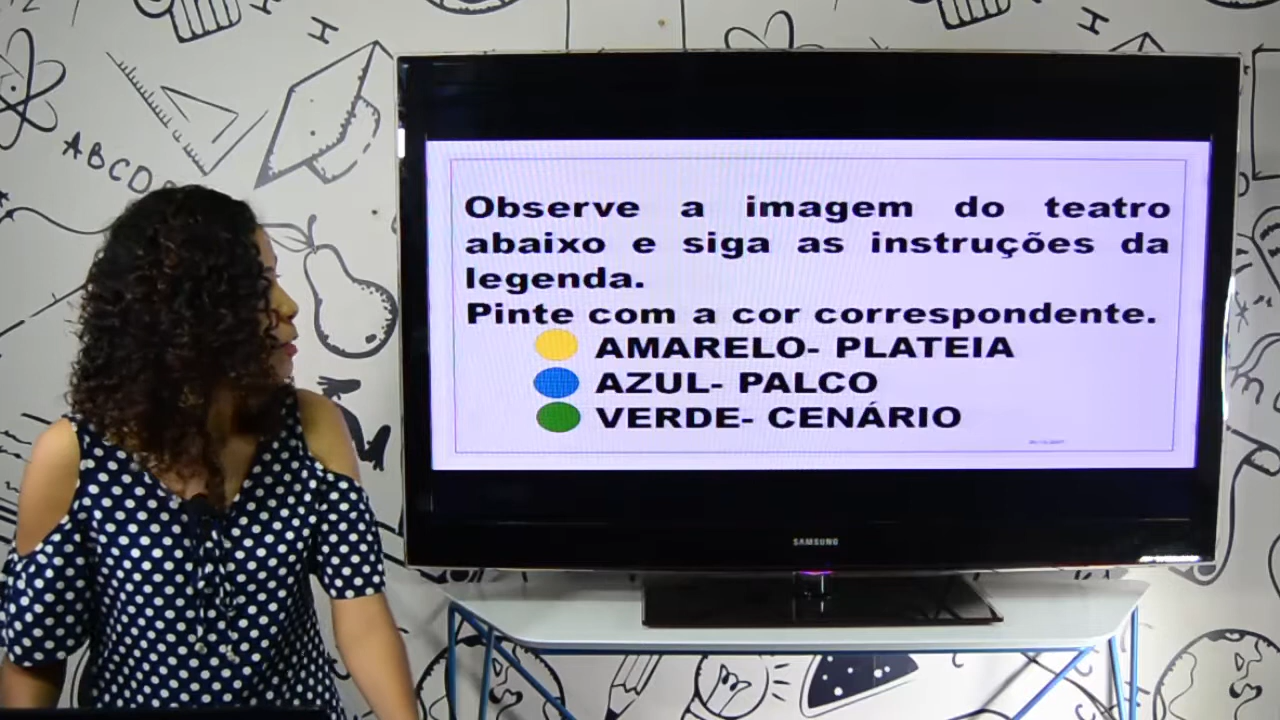 ABCD
Observe a imagem do teatro
abaixo e siga as instruções da
legenda.
Pinte com a cor correspondente.
AMARELO- PLATEIA
AZUL- PALCO
VERDE- CENÁRIO
SAMSUNG